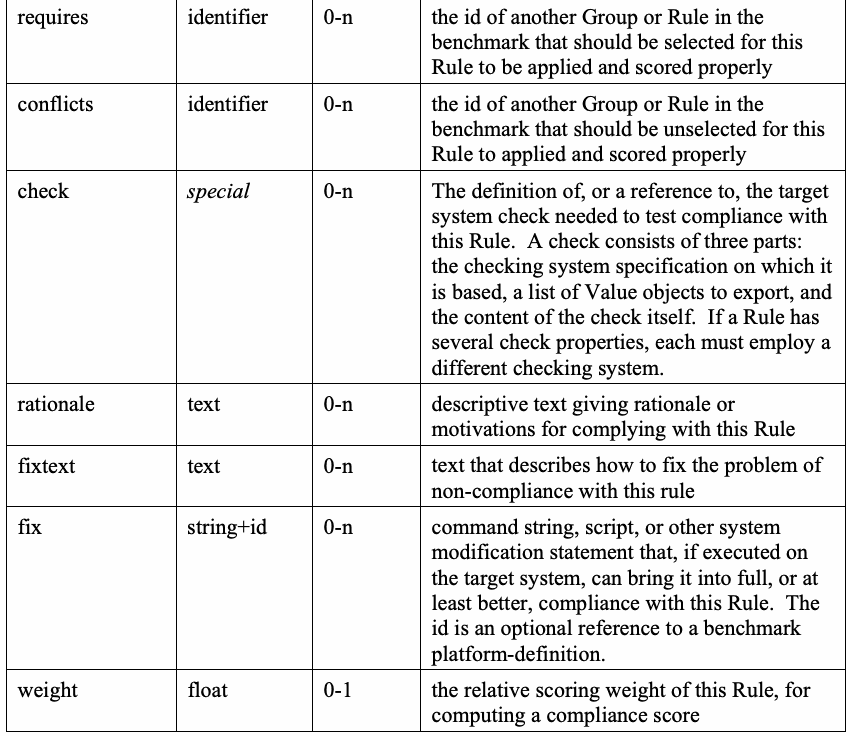 requires identifier 0-n the id of another Group or Rule in the
benchmark that should be selected for this
Rule to be applied and scored properly
conflicts identifier 0-n the id of another Group or Rule in the
benchmark that should be unselected for this
Rule to applied and scored properly
check special 0-n The definition of, or a reference to, the target
system check needed to test compliance with
this Rule.  A check consists of three parts:
the checking system specification on which it
is based, a list of Value objects to export, and
the content of the check itself.  If a Rule has
several check properties, each must employ a
different checking system.
rationale text 0-n descriptive text giving rationale or
motivations for complying with this Rule
fixtext text 0-n text that describes how to fix the problem of
non-compliance with this rule
fix string+id 0-n command string, script, or other system
modification statement that, if executed on
the target system, can bring it into full, or at
least better, compliance with this Rule.  The
id is an optional reference to a benchmark
platform-definition.
weight float 0-1 the relative scoring weight of this Rule, for
computing a compliance score